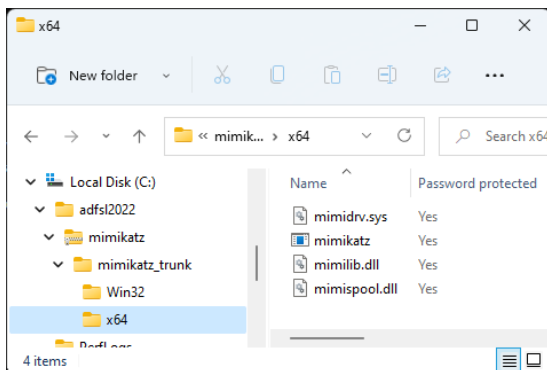 x64
New folder
« mimik... › x64
Search x64
Local Disk (C:)
adfsl2022
mimikatz
mimikatz_trunk
Win32
x64
PerfLogs
Name
Password protected
mimidrv.sys Yes
mimikatz Yes
mimilib.dll Yes
mimispool.dll Yes
4 items